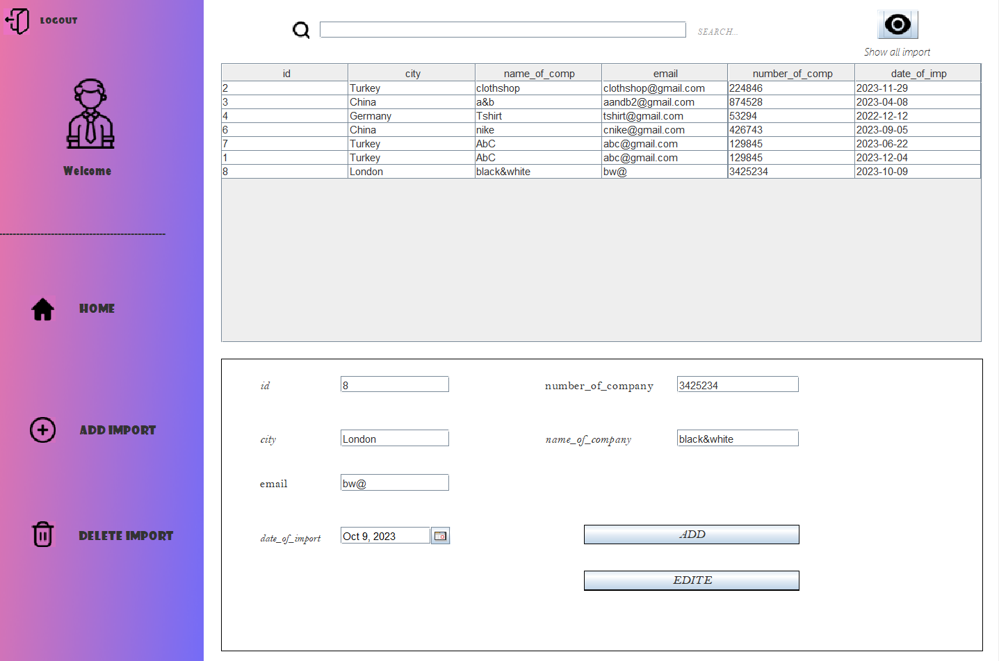 LOGOUT
Welcome
------------------------------------------------
HOME
ADD IMPORT
DELETE IMPORT
SEARCH...
Show all import
id city name_of_comp email number_of_comp date_of_imp
2 Turkey clothshop clothshop@gmail.com 224846 2023-11-29
3 China a&b aandb2@gmail.com 874528 2023-04-08
4 Germany Tshirt tshirt@gmail.com 53294 2022-12-12
6 China nike cnike@gmail.com 426743 2023-09-05
7 Turkey AbC abc@gmail.com 129845 2023-06-22
1 Turkey AbC abc@gmail.com 129845 2023-12-04
8 London black&white bw@ 3425234 2023-10-09
id 8 number_of_company 3425234
city London name_of_company black&white
email bw@
date_of_import Oct 9, 2023 ADD
EDITE